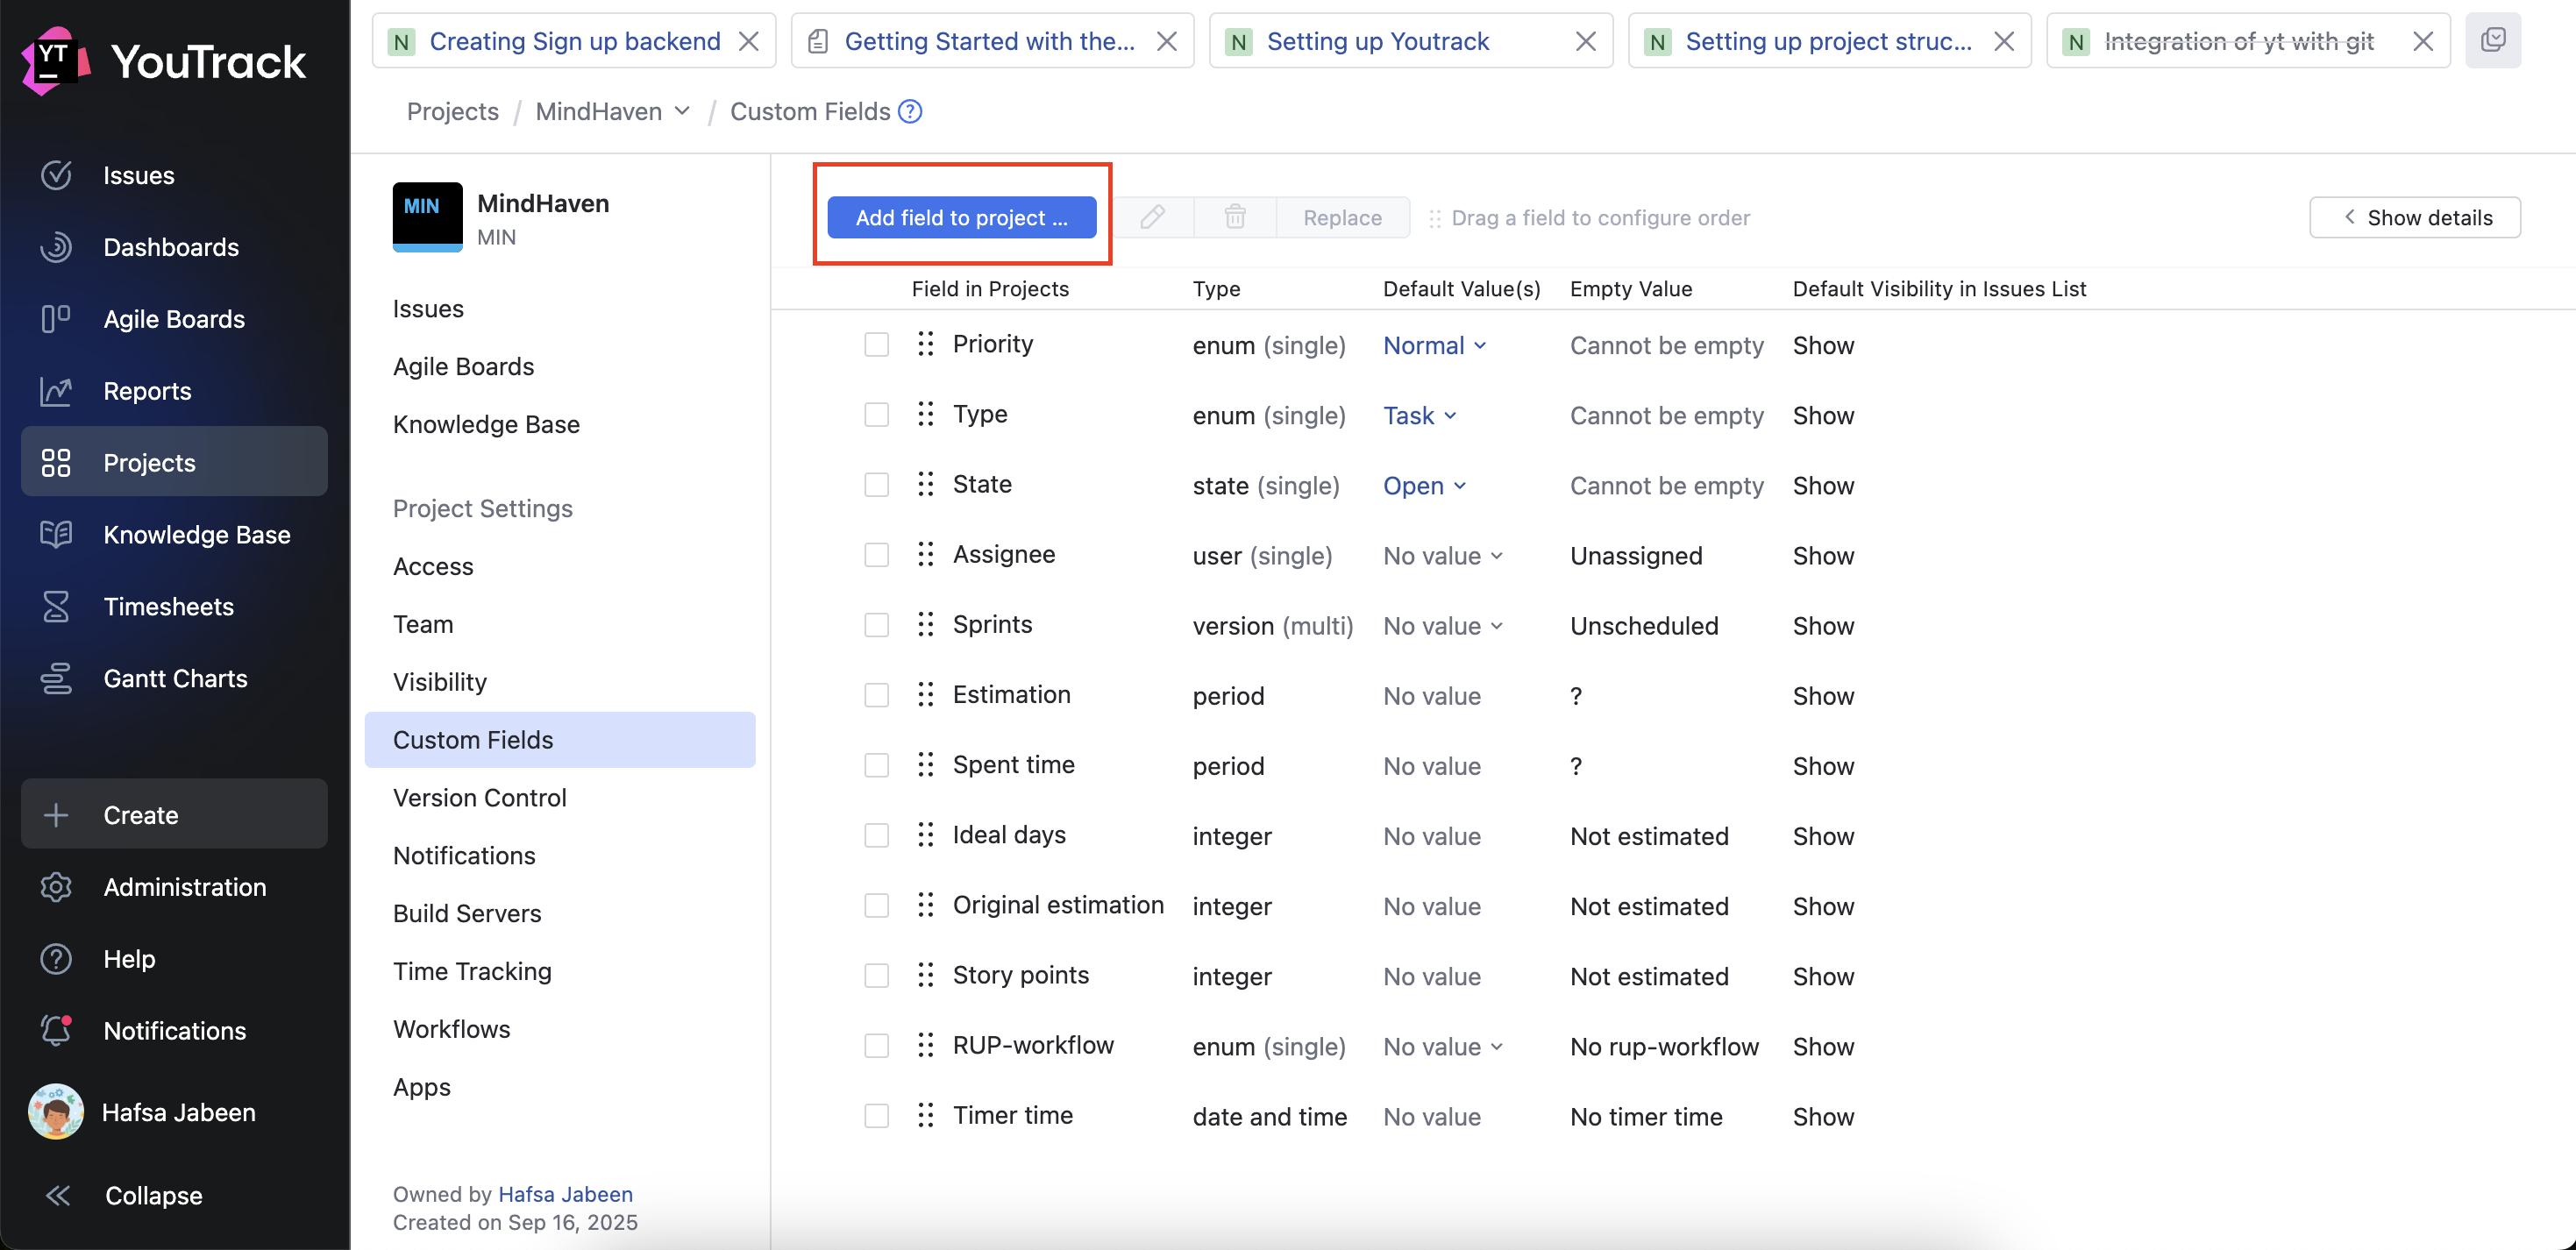 YT YouTrack
Issues
Dashboards
Agile Boards
Reports
Projects
Knowledge Base
Timesheets
Gantt Charts
Create
Administration
Help
Notifications
Hafsa Jabeen
Collapse
N Creating Sign up backend
Getting Started with the...
N Setting up Youtrack
N Setting up project struc...
N Integration of yt with git
Projects / MindHaven / Custom Fields ?
MIN
MindHaven
MIN
Issues
Agile Boards
Knowledge Base
Project Settings
Access
Team
Visibility
Custom Fields
Version Control
Notifications
Build Servers
Time Tracking
Workflows
Apps
Owned by Hafsa Jabeen
Created on Sep 16, 2025
Add field to project ... Replace Drag a field to configure order Show details
Field in Projects Type Default Value(s) Empty Value Default Visibility in Issues List
Priority enum (single) Normal Cannot be empty Show
Type enum (single) Task Cannot be empty Show
State state (single) Open Cannot be empty Show
Assignee user (single) No value Unassigned Show
Sprints version (multi) No value Unscheduled Show
Estimation period No value ? Show
Spent time period No value ? Show
Ideal days integer No value Not estimated Show
Original estimation integer No value Not estimated Show
Story points integer No value Not estimated Show
RUP-workflow enum (single) No value No rup-workflow Show
Timer time date and time No value No timer time Show